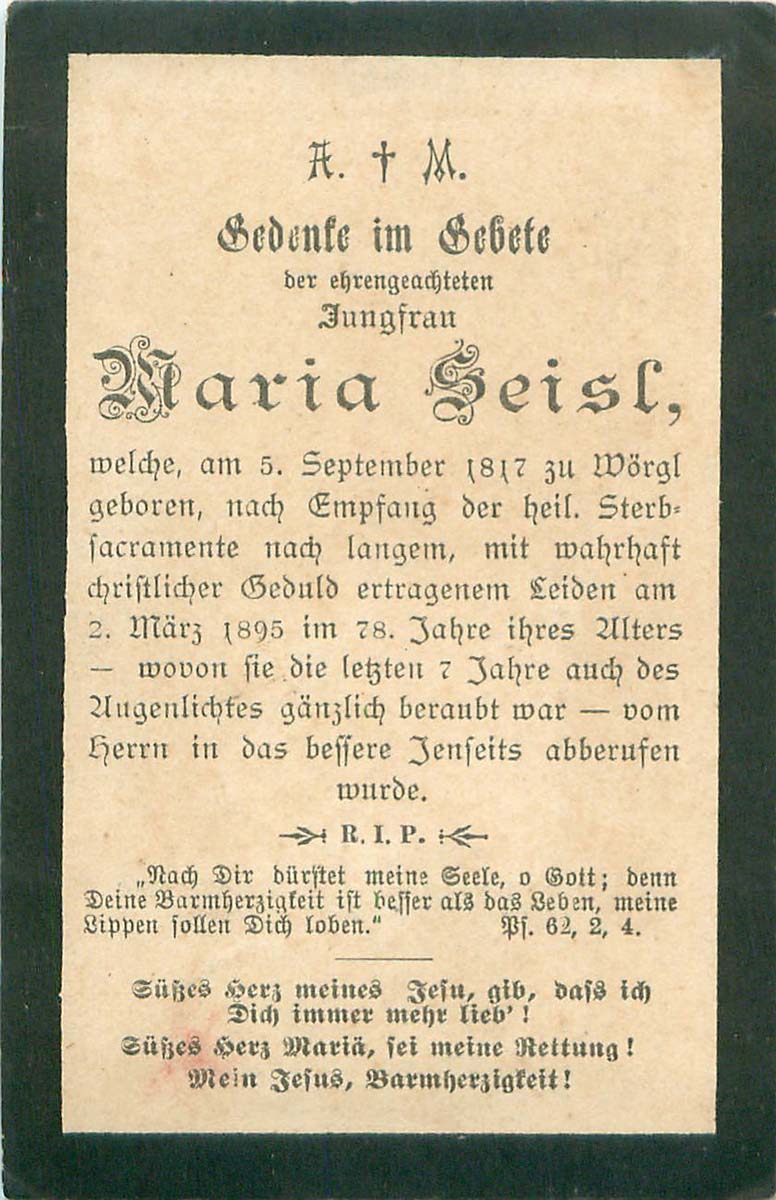 A. † M.
Gedenke im Gebete
der ehrengeachteten
Jungfrau
Maria Seisl,
welche, am 5. September 1817 zu Wörgl
geboren, nach Empfang der heil. Sterb-
sacramente nach langem, mit wahrhaft
christlicher Geduld ertragenem Leiden am
2. März 1895 im 78. Jahre ihres Alters
— wovon sie die letzten 7 Jahre auch des
Augenlichtes gänzlich beraubt war — vom
Herrn in das bessere Jenseits abberufen
wurde.
R. I. P.
„Nach Dir dürstet meine Seele, o Gott; denn
Deine Barmherzigkeit ist besser als das Leben, meine
Lippen sollen Dich loben.“ Ps. 62, 2, 4.
Süßes Herz meines Jesu, gib, dass ich
Dich immer mehr lieb’!
Süßes Herz Mariä, sei meine Rettung!
Mein Jesus, Barmherzigkeit!